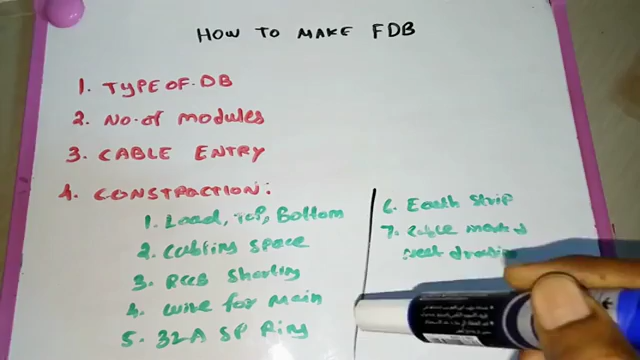 HOW TO MAKE FDB
1. TYPE OF DB
2. No. of modules
3. CABLE ENTRY
4. CONSTRACTION:
1. Load, Top, Bottom
2. Cabling space
3. RCCB Shorting
4. wire for main
5. 32A SP Ring
6. Earth Strip
7. Cable
neat